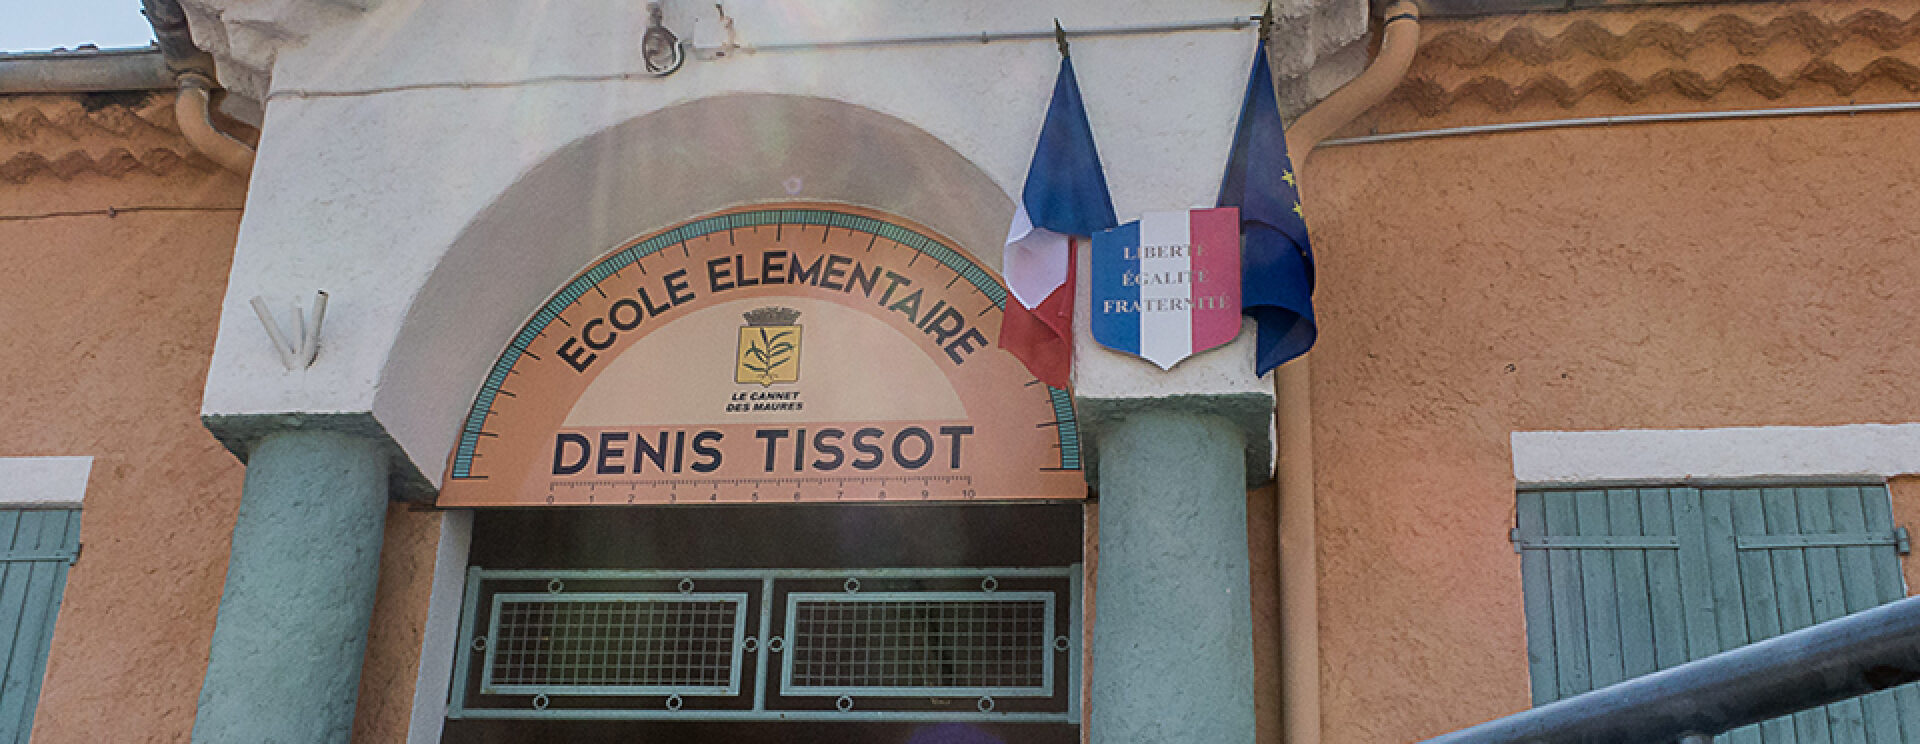 ECOLE ELEMENTAIRE
LE CANNET
DES MAURES
DENIS TISSOT
0 1 2 3 4 5 6 7 8 9 10
LIBERTÉ
ÉGALITÉ
FRATERNITÉ